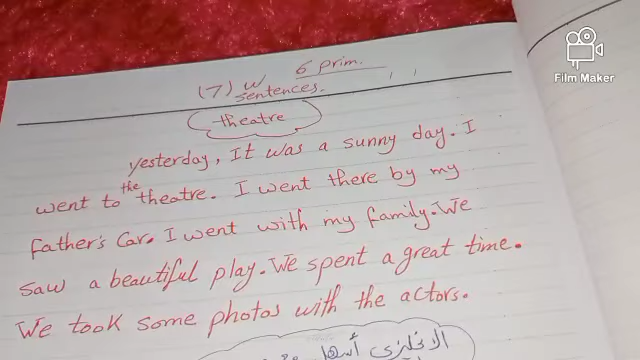 6 prim.
(7) w
sentences.
theatre
yesterday, It was a sunny day. I
went to the theatre. I went there by my
father's car. I went with my family. We
saw a beautiful play. We spent a great time.
We took some photos with the actors.
الانجليزى أسهل
Film Maker